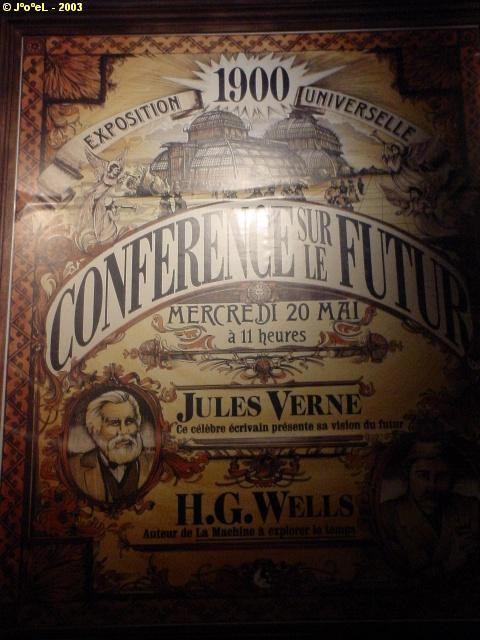 © J°o°eL - 2003
1900
EXPOSITION UNIVERSELLE
CONFERENCE SUR LE FUTUR
MERCREDI 20 MAI
à 11 heures
JULES VERNE
Ce célèbre écrivain présente sa vision du futur
H.G. WELLS
Auteur de La Machine à explorer le temps